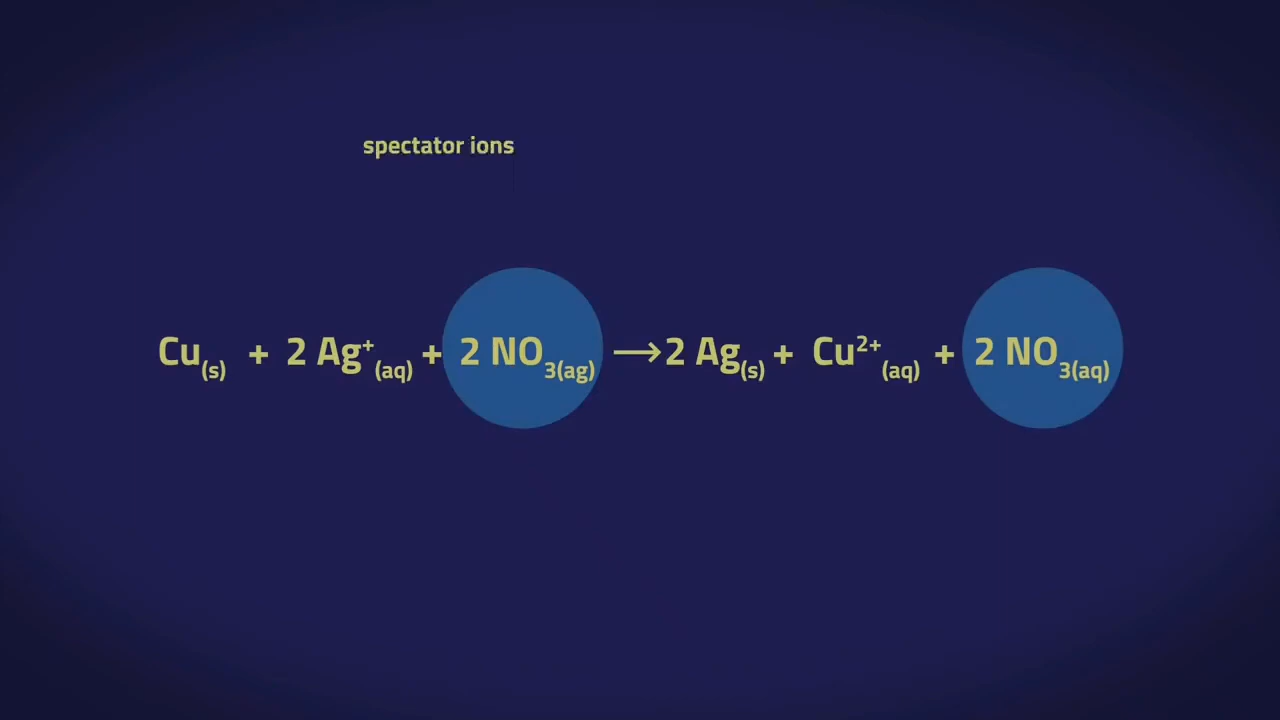 spectator ions
Cu(s) + 2 Ag⁺(aq) + 2 NO₃(ag) ⟶ 2 Ag(s) + Cu²⁺(aq) + 2 NO₃(aq)